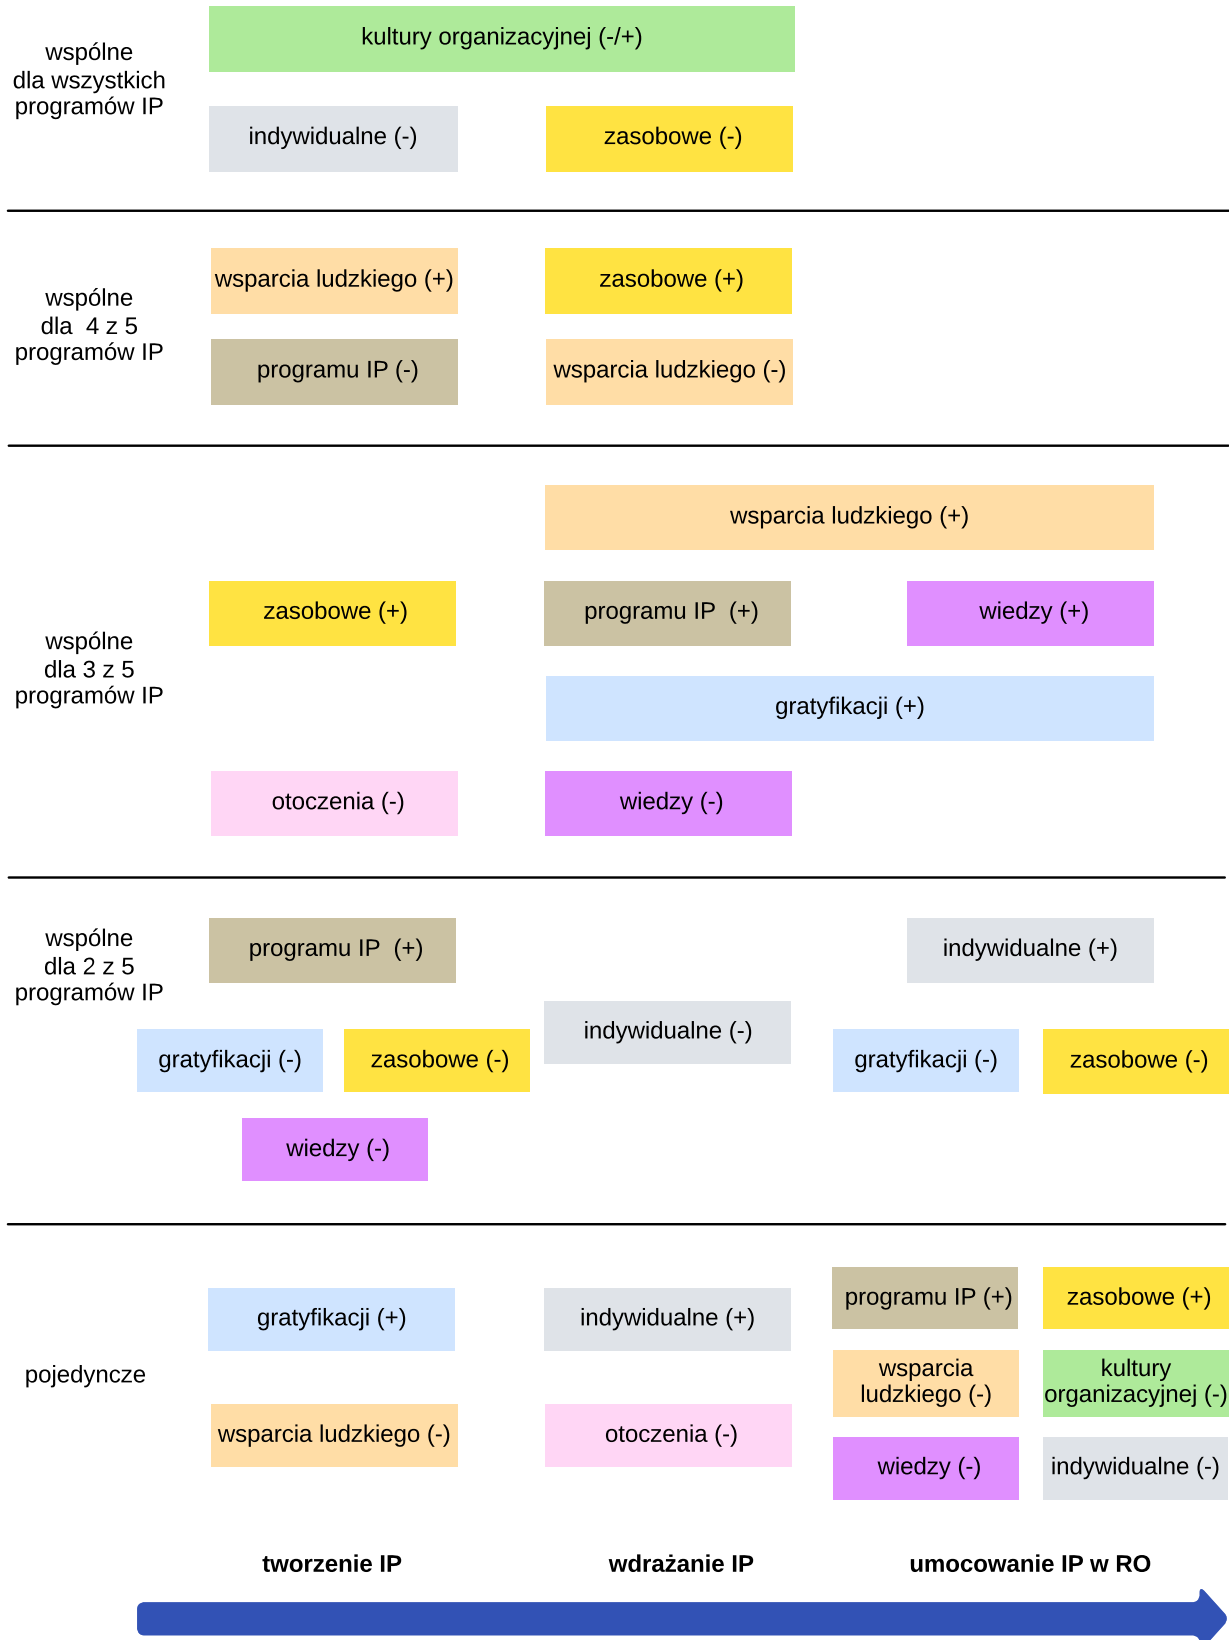 wspólne
dla wszystkich
programów IP
kultury organizacyjnej (-/+)
indywidualne (-)
zasobowe (-)
wspólne
dla 4 z 5
programów IP
wsparcia ludzkiego (+)
zasobowe (+)
programu IP (-)
wsparcia ludzkiego (-)
wspólne
dla 3 z 5
programów IP
wsparcia ludzkiego (+)
zasobowe (+)
programu IP (+)
wiedzy (+)
gratyfikacji (+)
otoczenia (-)
wiedzy (-)
wspólne
dla 2 z 5
programów IP
programu IP (+)
indywidualne (+)
indywidualne (-)
gratyfikacji (-)
zasobowe (-)
gratyfikacji (-)
zasobowe (-)
wiedzy (-)
pojedyncze
gratyfikacji (+)
indywidualne (+)
programu IP (+)
zasobowe (+)
wsparcia
ludzkiego (-)
kultury
organizacyjnej (-)
wsparcia ludzkiego (-)
otoczenia (-)
wiedzy (-)
indywidualne (-)
tworzenie IP
wdrażanie IP
umocowanie IP w RO